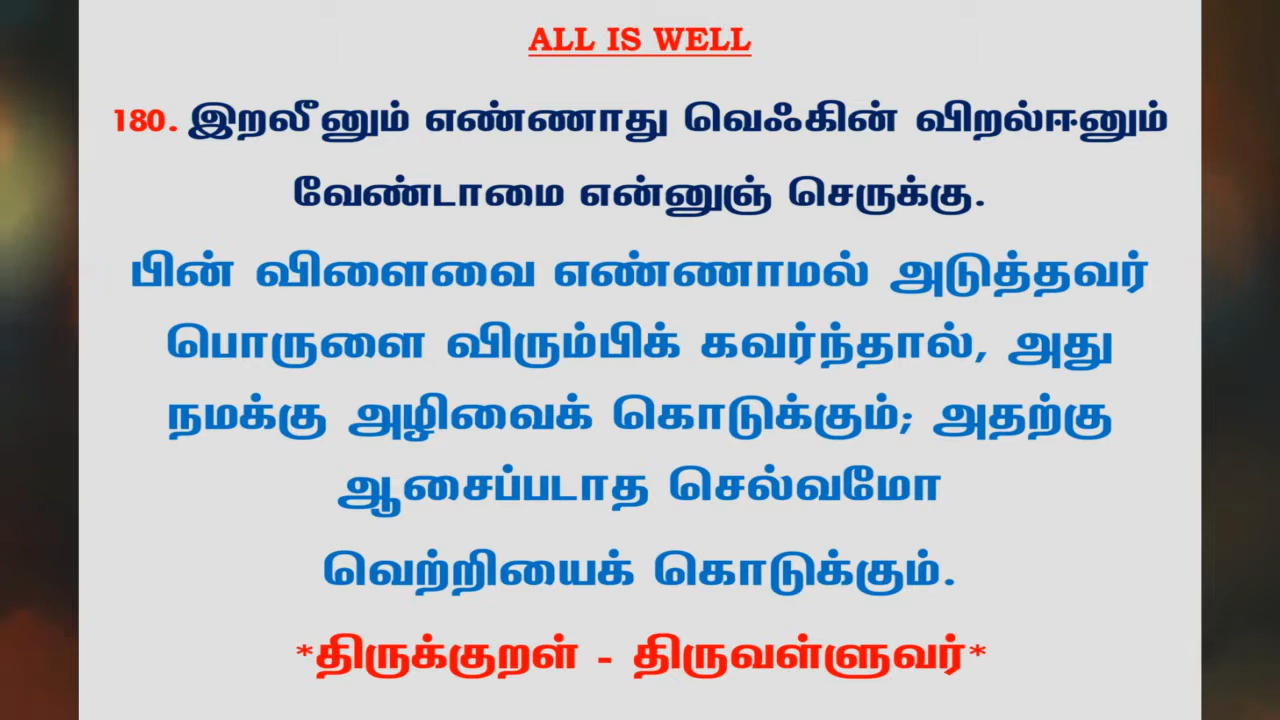 ALL IS WELL
180. இறலீனும் எண்ணாது வெஃகின் விறல்ஈனும்
வேண்டாமை என்னுஞ் செருக்கு.
பின் விளைவை எண்ணாமல் அடுத்தவர்
பொருளை விரும்பிக் கவர்ந்தால், அது
நமக்கு அழிவைக் கொடுக்கும்; அதற்கு
ஆசைப்படாத செல்வமோ
வெற்றியைக் கொடுக்கும்.
*திருக்குறள் - திருவள்ளுவர்*